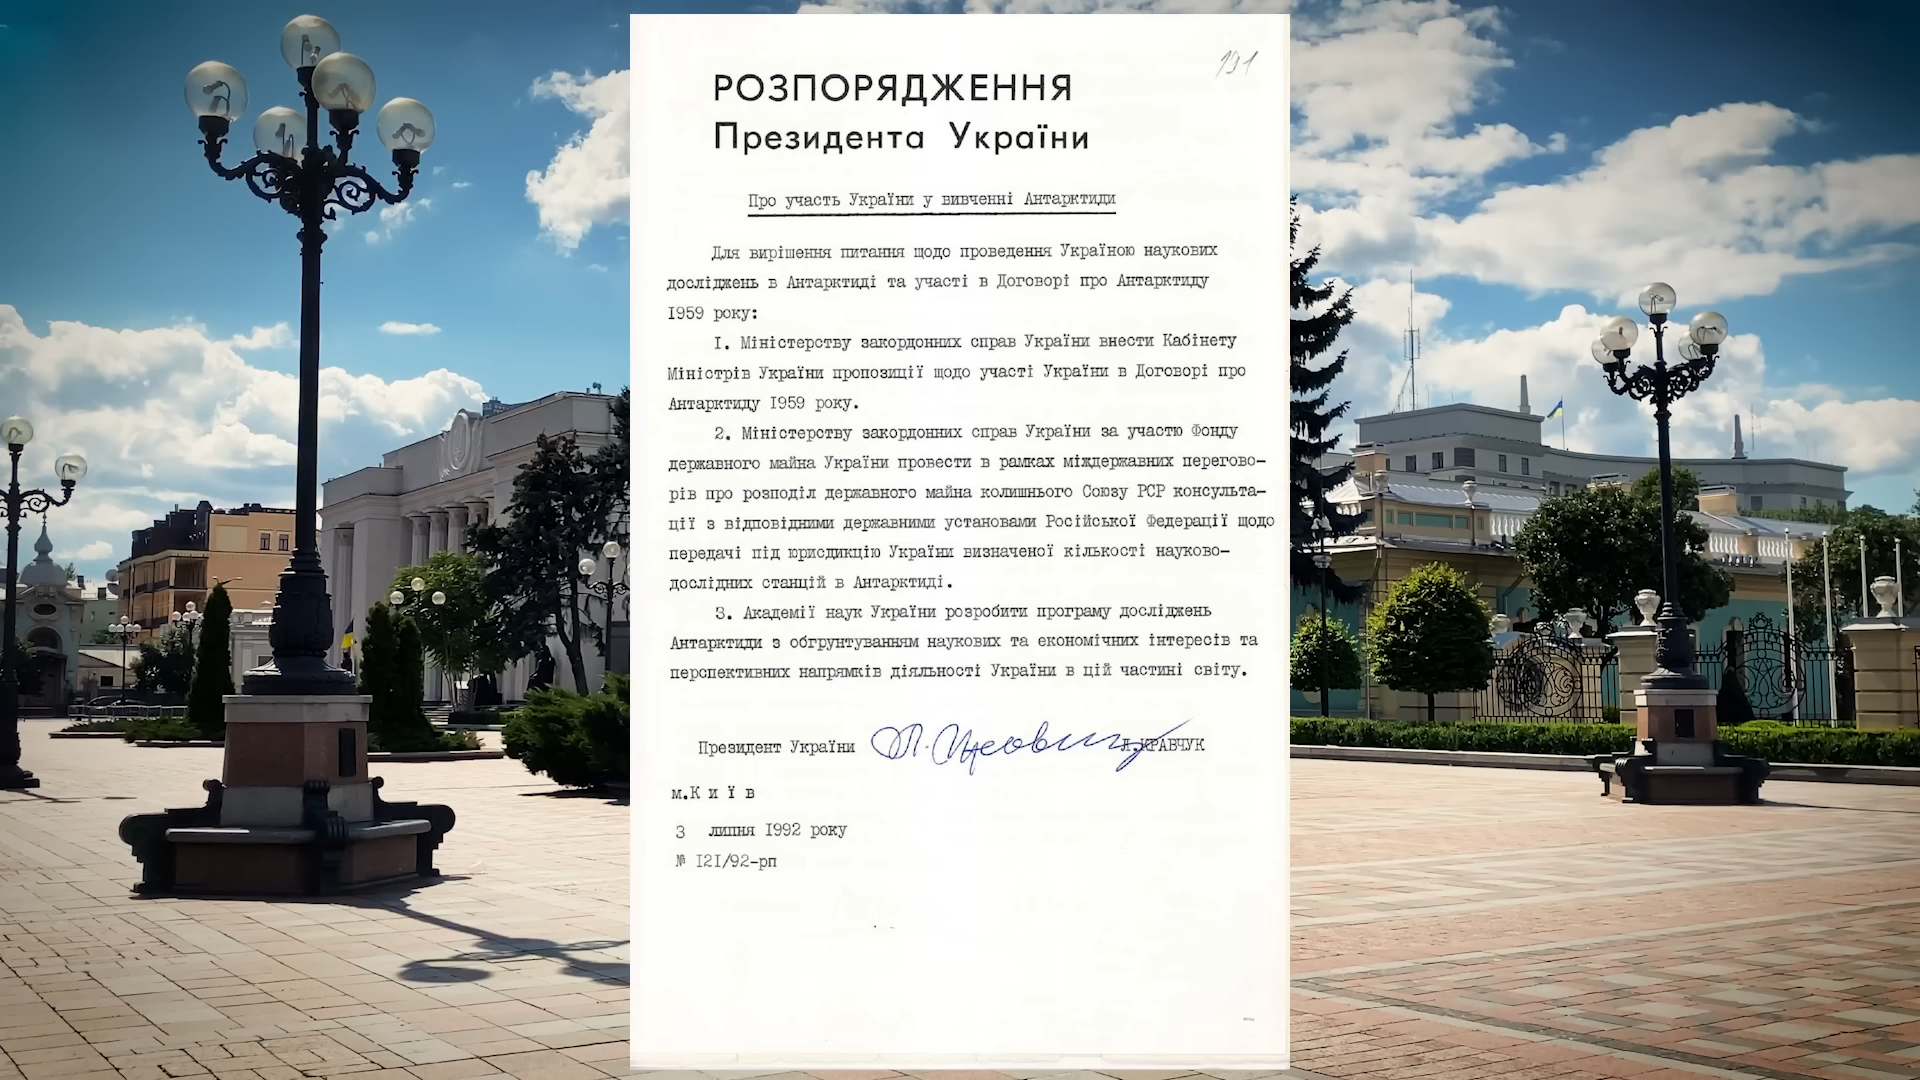 191
РОЗПОРЯДЖЕННЯ
Президента України
Про участь України у вивченні Антарктиди
Для вирішення питання щодо проведення Україною наукових
досліджень в Антарктиді та участі в Договорі про Антарктиду
1959 року:
1. Міністерству закордонних справ України внести Кабінету
Міністрів України пропозиції щодо участі України в Договорі про
Антарктиду 1959 року.
2. Міністерству закордонних справ України за участю Фонду
державного майна України провести в рамках міждержавних перегово-
рів про розподіл державного майна колишнього Союзу РСР консульта-
ції з відповідними державними установами Російської Федерації щодо
передачі під юрисдикцію України визначеної кількості науково-
дослідних станцій в Антарктиді.
3. Академії наук України розробити програму досліджень
Антарктиди з обгрунтуванням наукових та економічних інтересів та
перспективних напрямків діяльності України в цій частині світу.
Президент України Л.КРАВЧУК
м.К и ї в
3 липня 1992 року
№ 121/92-рп